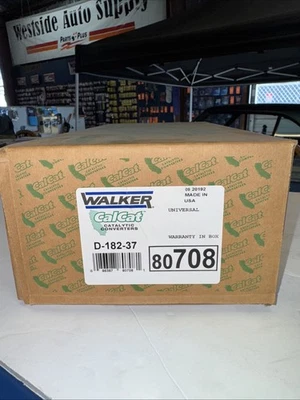 Westside Auto Supply
Parts Plus
WALKER
CalCat
CATALYTIC
CONVERTERS
D-182-37
MADE IN
USA
UNIVERSAL
WARRANTY IN BOX
80708
CalCat